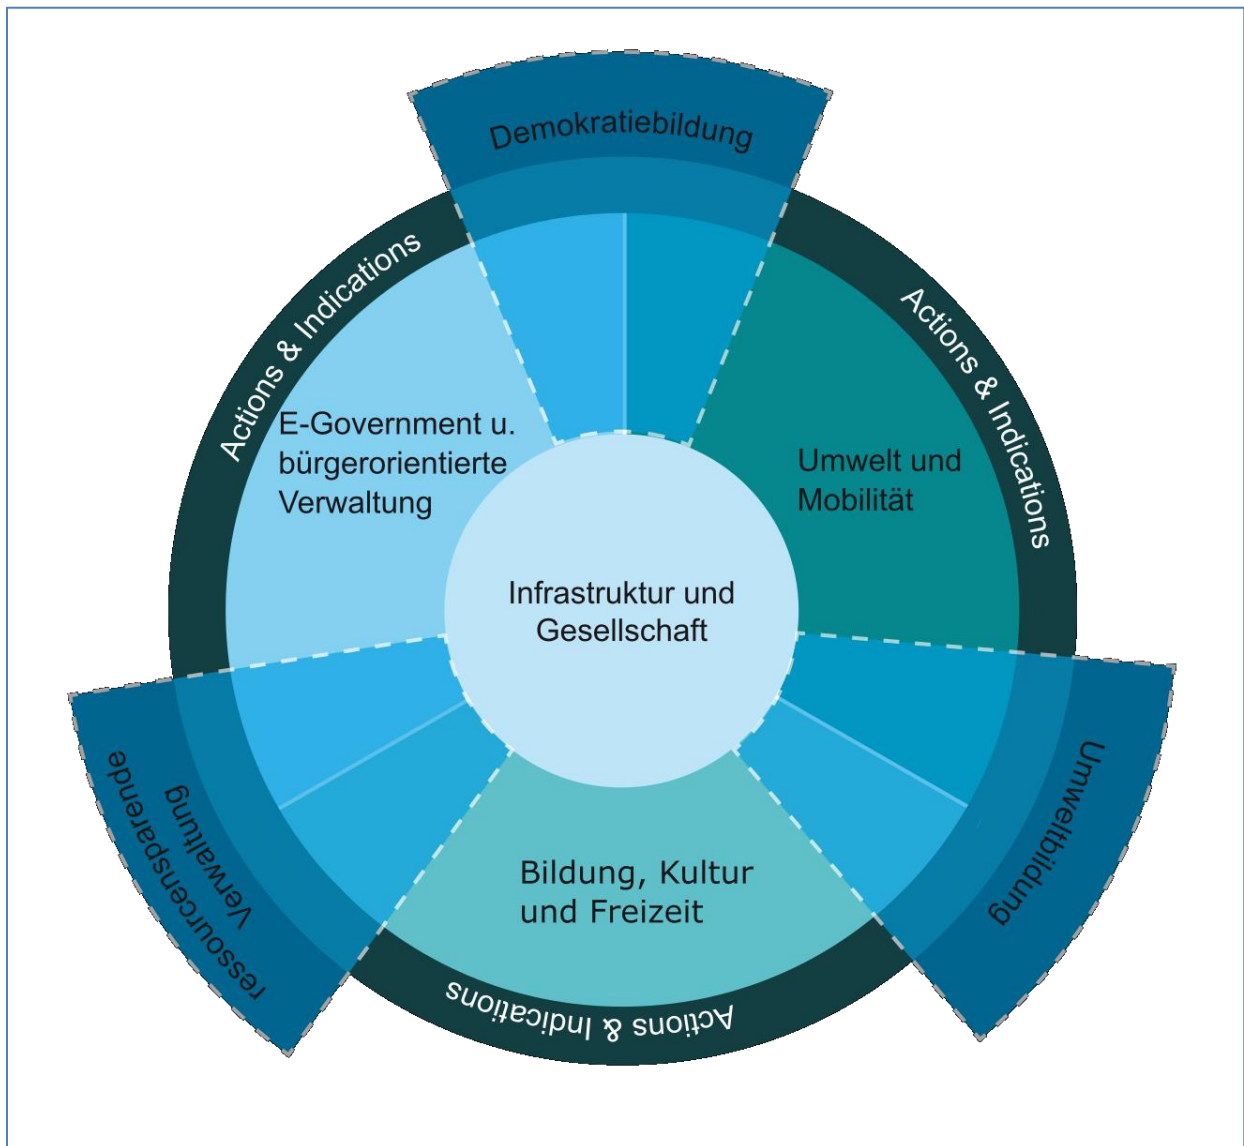 Demokratiebildung
Actions & Indications
Actions & Indications
E-Government u.
bürgerorientierte
Verwaltung
Umwelt und
Mobilität
Infrastruktur und
Gesellschaft
ressourcensparende
Verwaltung
Umweltbildung
Bildung, Kultur
und Freizeit
Actions & Indications